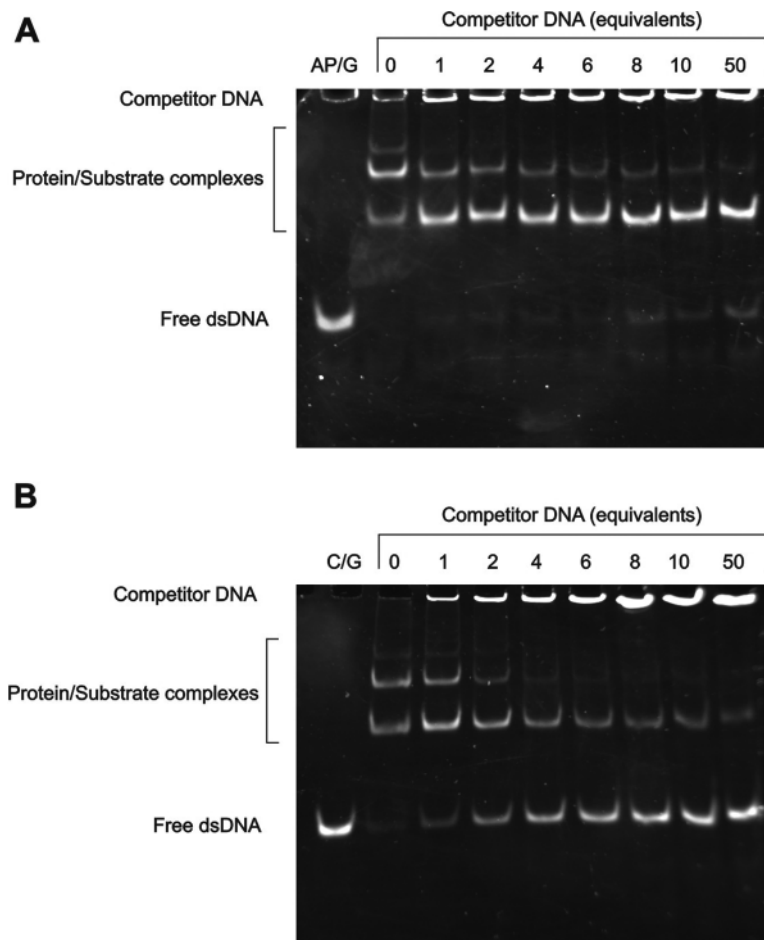 A
Competitor DNA (equivalents)
AP/G 0 1 2 4 6 8 10 50
Competitor DNA
Protein/Substrate complexes
Free dsDNA
B
Competitor DNA (equivalents)
C/G 0 1 2 4 6 8 10 50
Competitor DNA
Protein/Substrate complexes
Free dsDNA